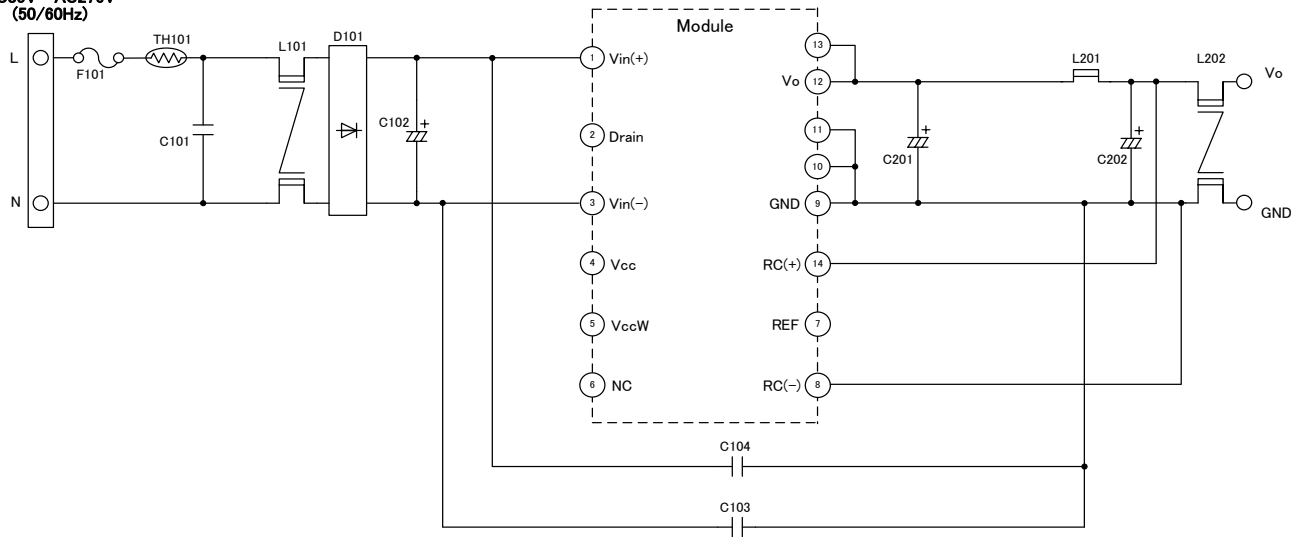 (50/60Hz)
L
F101
TH101
C101
L101
D101
C102
N
Module
1 Vin(+)
2 Drain
3 Vin(-)
4 Vcc
5 VccW
6 NC
13
Vo 12
11
10
GND 9
RC(+) 14
REF 7
RC(-) 8
C201
L201
C202
L202
Vo
GND
C104
C103